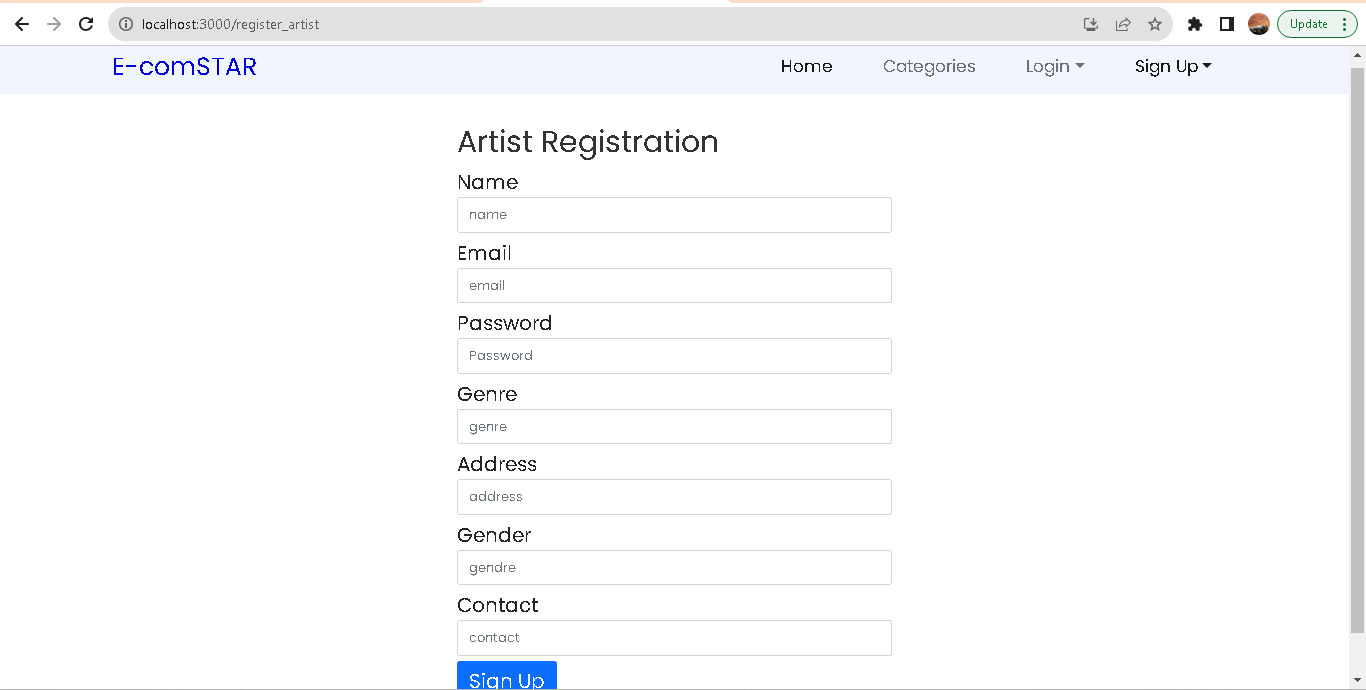 localhost:3000/register_artist
Update
E-comSTAR
Home Categories Login Sign Up
Artist Registration
Name
name
Email
email
Password
Password
Genre
genre
Address
address
Gender
gendre
Contact
contact
Sign Up